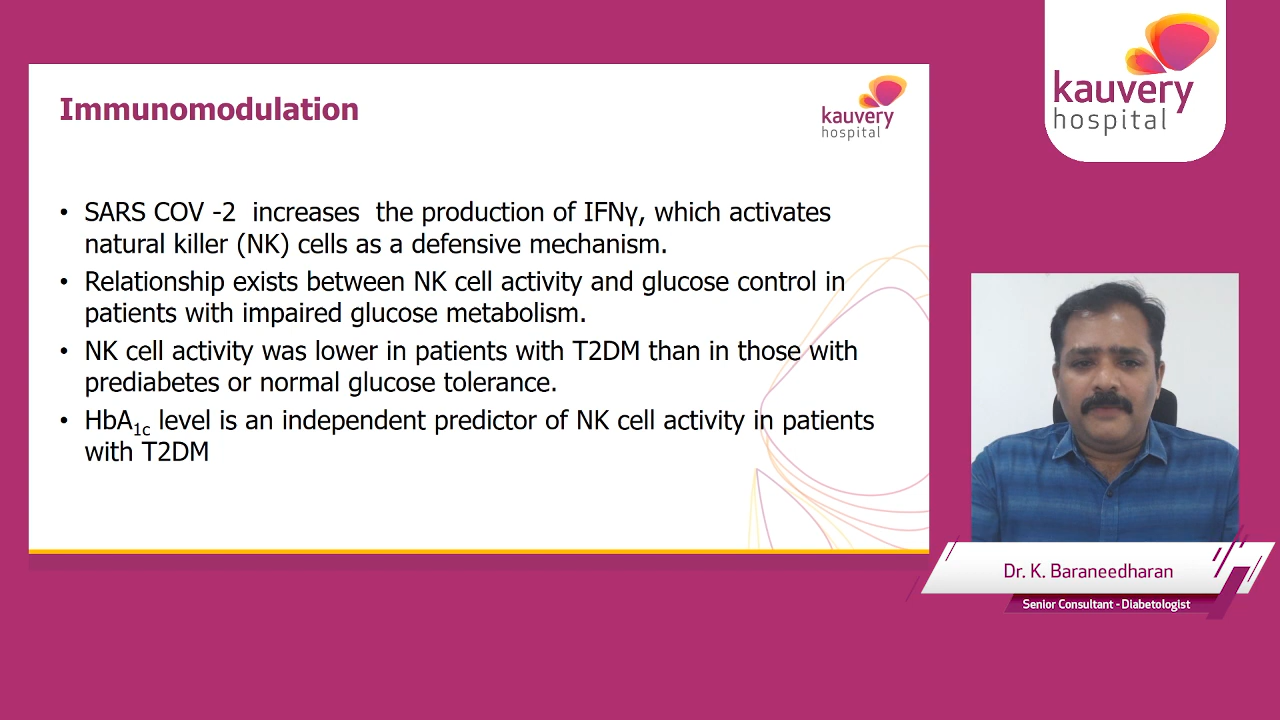 Immunomodulation
kauvery
hospital
• SARS COV -2  increases  the production of IFNγ, which activates
natural killer (NK) cells as a defensive mechanism.
• Relationship exists between NK cell activity and glucose control in
patients with impaired glucose metabolism.
• NK cell activity was lower in patients with T2DM than in those with
prediabetes or normal glucose tolerance.
• HbA1c level is an independent predictor of NK cell activity in patients
with T2DM
kauvery
hospital
Dr. K. Baraneedharan
Senior Consultant - Diabetologist